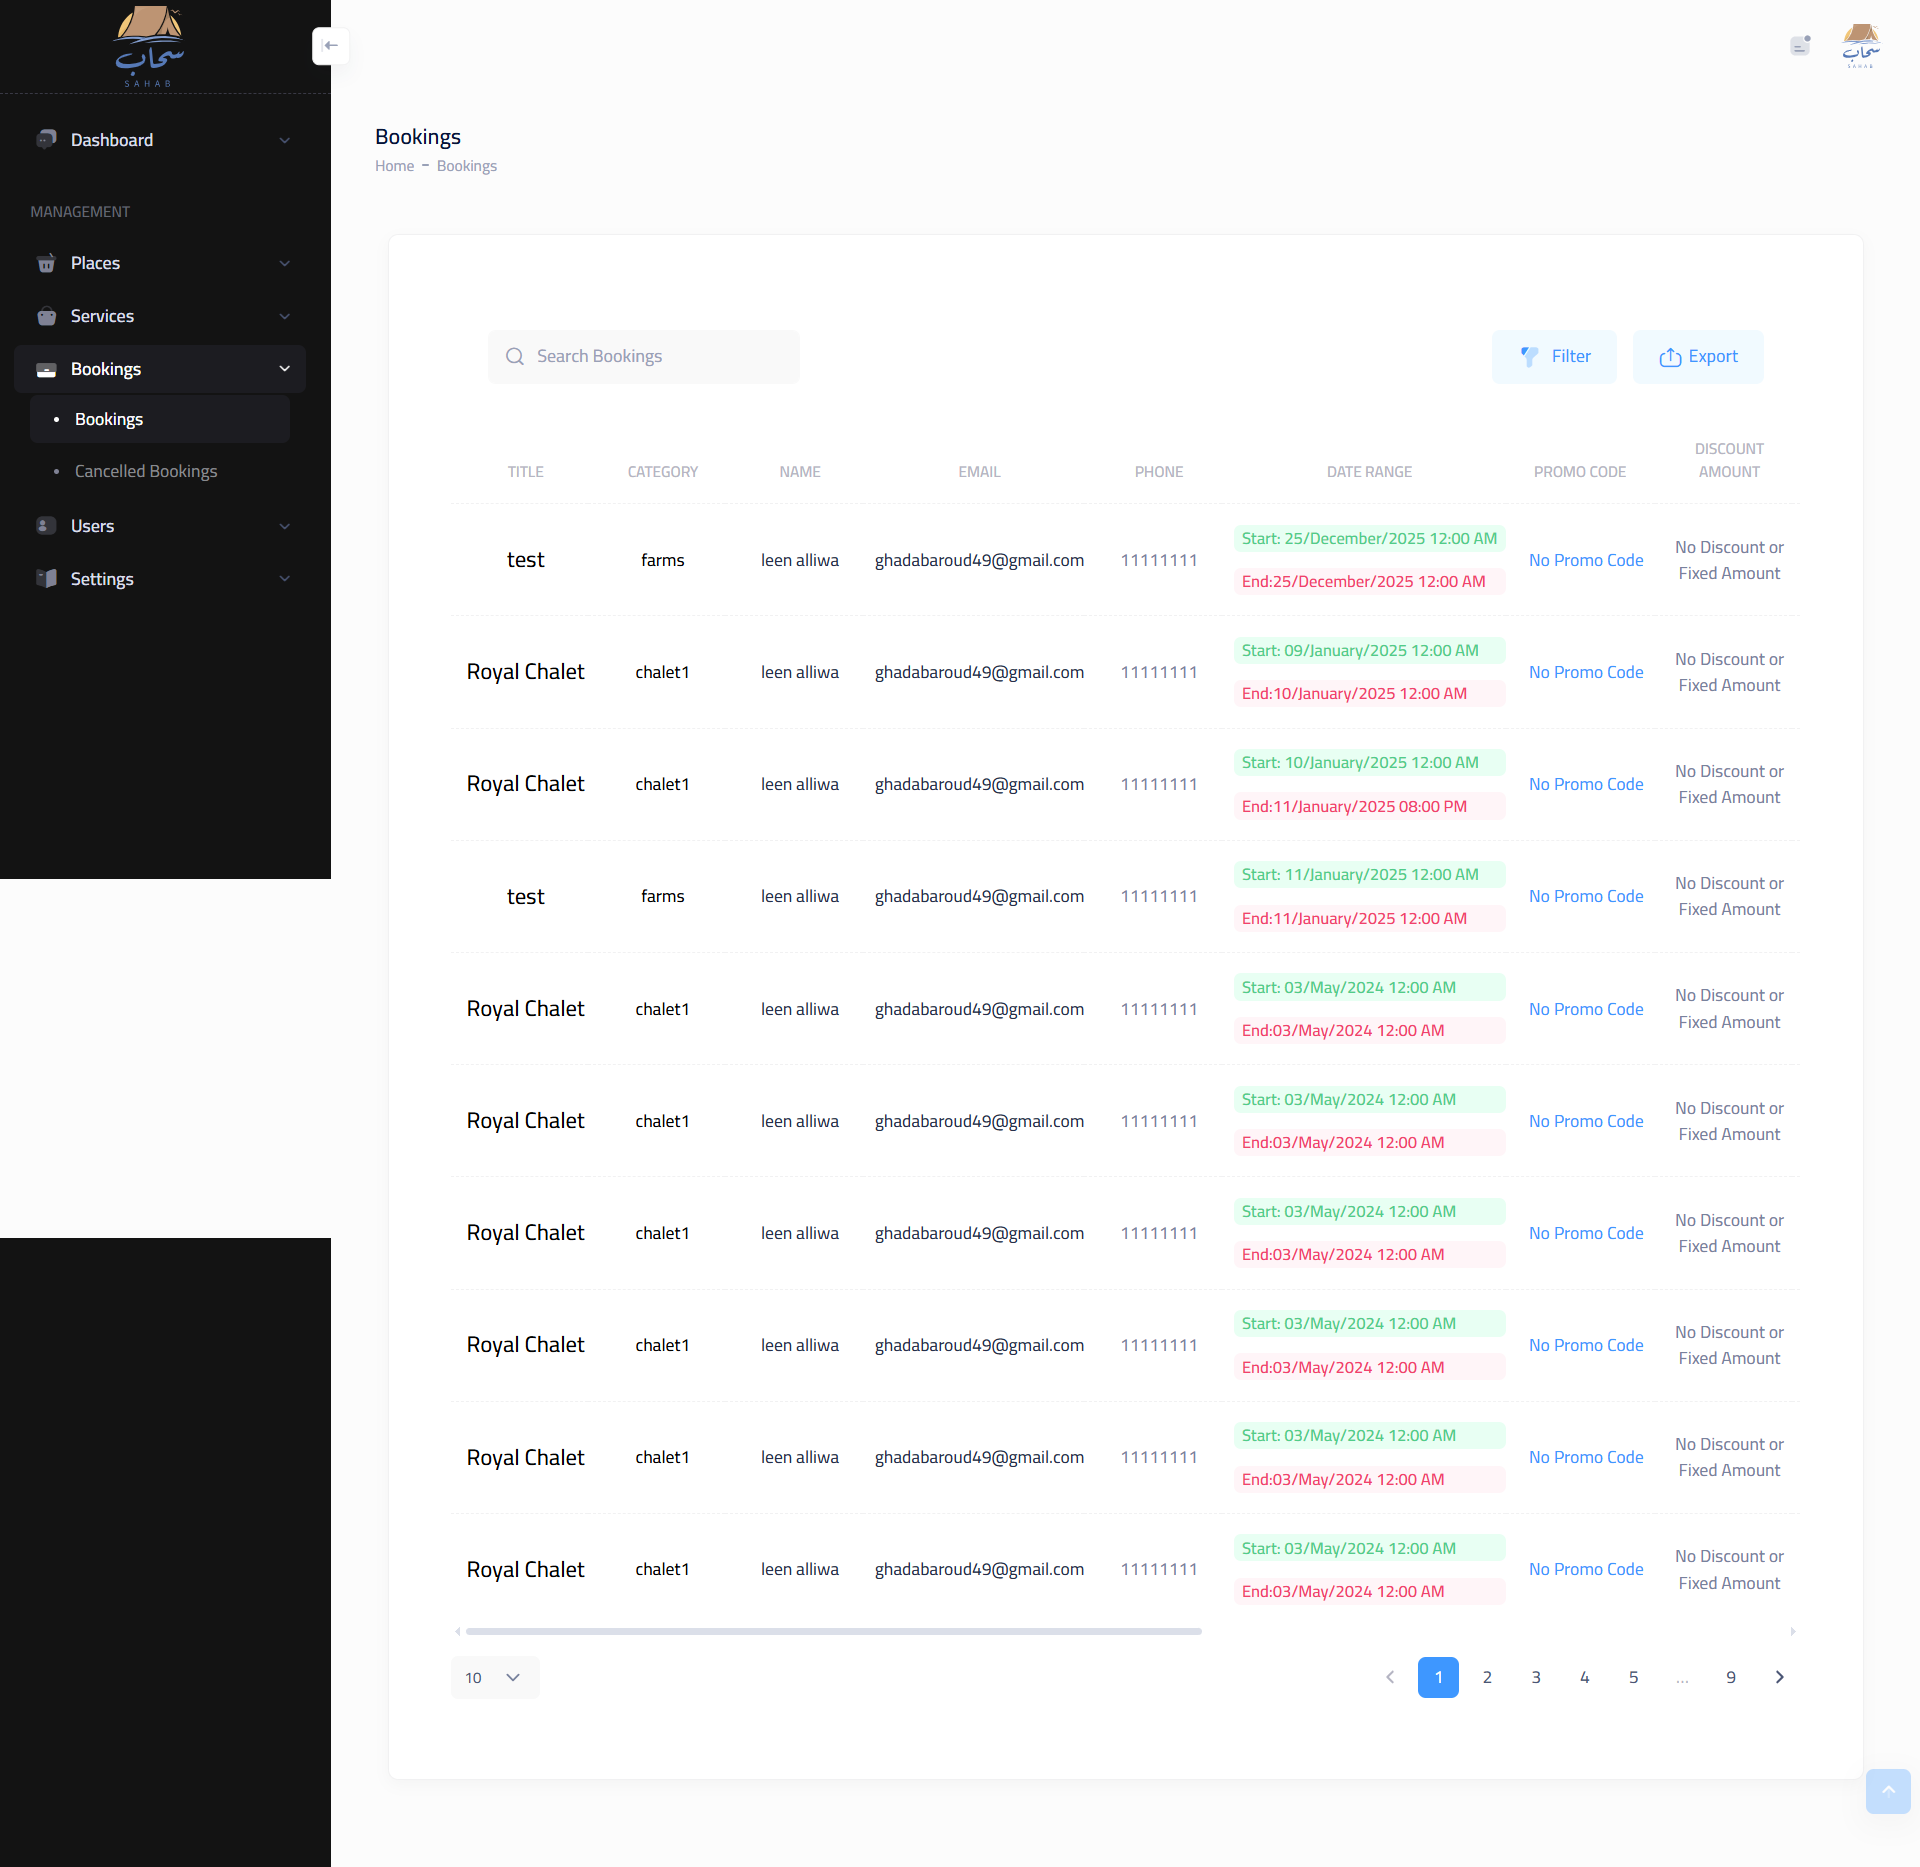 سحاب
SAHAB
Dashboard
MANAGEMENT
Places
Services
Bookings
Bookings
Cancelled Bookings
Users
Settings
سحاب
SAHAB
Bookings
Home - Bookings
Search Bookings
Filter
Export
TITLE CATEGORY NAME EMAIL PHONE DATE RANGE PROMO CODE DISCOUNT AMOUNT
test farms leen alliwa ghadabaroud49@gmail.com 11111111 Start: 25/December/2025 12:00 AM End:25/December/2025 12:00 AM No Promo Code No Discount or Fixed Amount
Royal Chalet chalet1 leen alliwa ghadabaroud49@gmail.com 11111111 Start: 09/January/2025 12:00 AM End:10/January/2025 12:00 AM No Promo Code No Discount or Fixed Amount
Royal Chalet chalet1 leen alliwa ghadabaroud49@gmail.com 11111111 Start: 10/January/2025 12:00 AM End:11/January/2025 08:00 PM No Promo Code No Discount or Fixed Amount
test farms leen alliwa ghadabaroud49@gmail.com 11111111 Start: 11/January/2025 12:00 AM End:11/January/2025 12:00 AM No Promo Code No Discount or Fixed Amount
Royal Chalet chalet1 leen alliwa ghadabaroud49@gmail.com 11111111 Start: 03/May/2024 12:00 AM End:03/May/2024 12:00 AM No Promo Code No Discount or Fixed Amount
Royal Chalet chalet1 leen alliwa ghadabaroud49@gmail.com 11111111 Start: 03/May/2024 12:00 AM End:03/May/2024 12:00 AM No Promo Code No Discount or Fixed Amount
Royal Chalet chalet1 leen alliwa ghadabaroud49@gmail.com 11111111 Start: 03/May/2024 12:00 AM End:03/May/2024 12:00 AM No Promo Code No Discount or Fixed Amount
Royal Chalet chalet1 leen alliwa ghadabaroud49@gmail.com 11111111 Start: 03/May/2024 12:00 AM End:03/May/2024 12:00 AM No Promo Code No Discount or Fixed Amount
Royal Chalet chalet1 leen alliwa ghadabaroud49@gmail.com 11111111 Start: 03/May/2024 12:00 AM End:03/May/2024 12:00 AM No Promo Code No Discount or Fixed Amount
Royal Chalet chalet1 leen alliwa ghadabaroud49@gmail.com 11111111 Start: 03/May/2024 12:00 AM End:03/May/2024 12:00 AM No Promo Code No Discount or Fixed Amount
10
1 2 3 4 5 ... 9